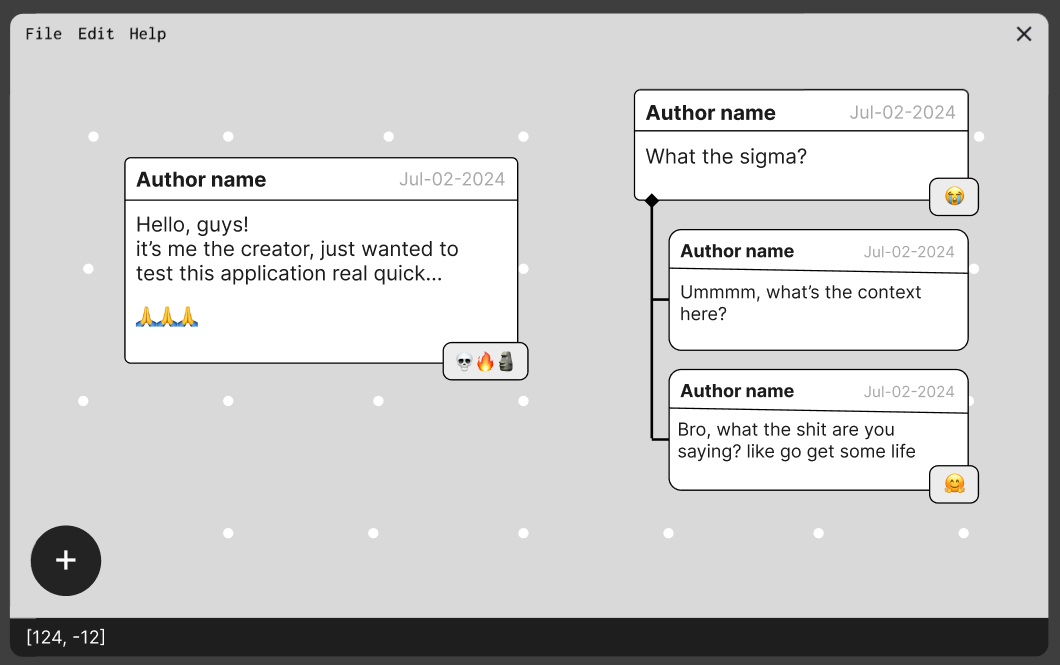 File Edit Help
Author name Jul-02-2024
Hello, guys!
it’s me the creator, just wanted to
test this application real quick...
🙏🙏🙏
💀🔥🗿
Author name Jul-02-2024
What the sigma?
😭
Author name Jul-02-2024
Ummmm, what’s the context
here?
Author name Jul-02-2024
Bro, what the shit are you
saying? like go get some life
🤗
[124, -12]